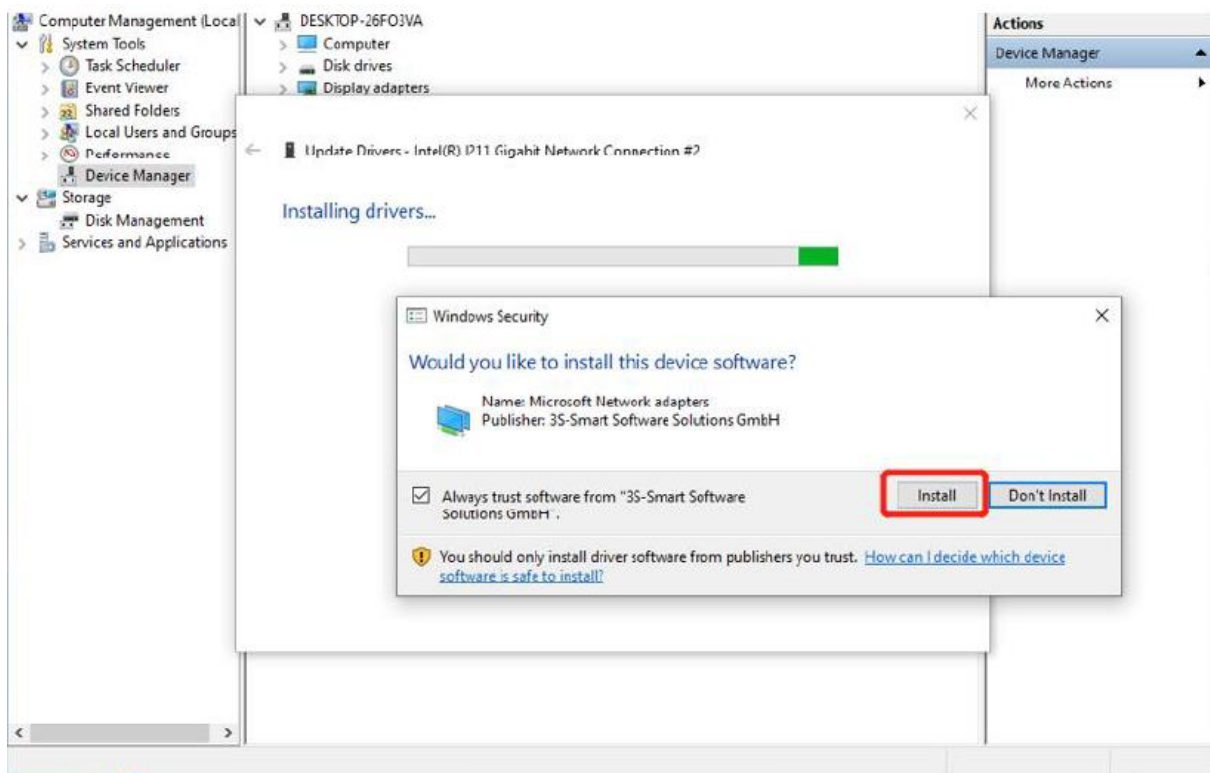 Computer Management (Local
System Tools
Task Scheduler
Event Viewer
Shared Folders
Local Users and Groups
Performance
Device Manager
Storage
Disk Management
Services and Applications
DESKTOP-26FO3VA
Computer
Disk drives
Display adapters
Actions
Device Manager
More Actions
Update Drivers - Intel(R) I211 Gigabit Network Connection #2
Installing drivers...
Windows Security
Would you like to install this device software?
Name: Microsoft Network adapters
Publisher: 3S-Smart Software Solutions GmbH
Always trust software from "3S-Smart Software
Solutions GmbH".
Install
Don't Install
You should only install driver software from publishers you trust. How can I decide which device
software is safe to install?